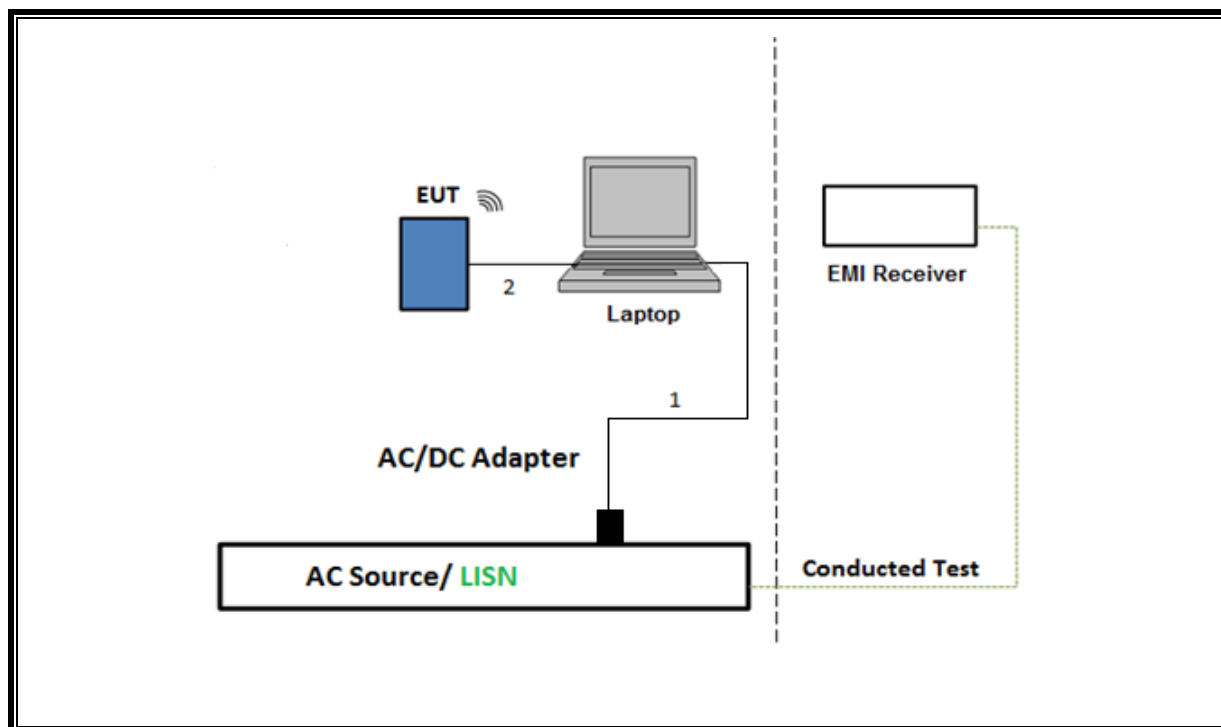 EUT
2
Laptop
EMI Receiver
1
AC/DC Adapter
AC Source/ LISN
Conducted Test